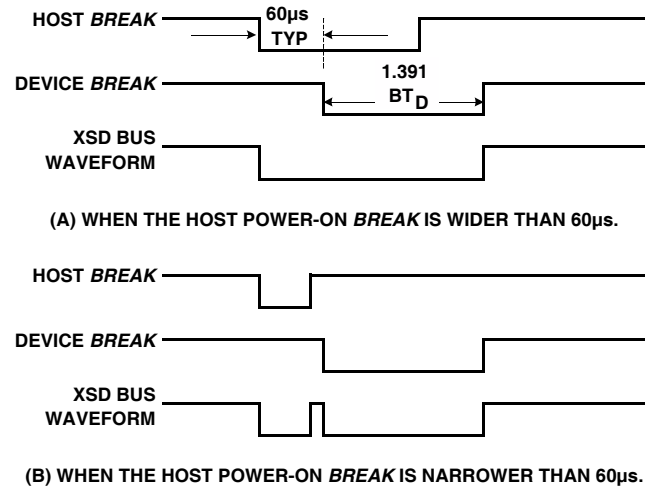 HOST BREAK
60µs
TYP
DEVICE BREAK
1.391
BTD
XSD BUS
WAVEFORM
(A) WHEN THE HOST POWER-ON BREAK IS WIDER THAN 60µs.
HOST BREAK
DEVICE BREAK
XSD BUS
WAVEFORM
(B) WHEN THE HOST POWER-ON BREAK IS NARROWER THAN 60µs.